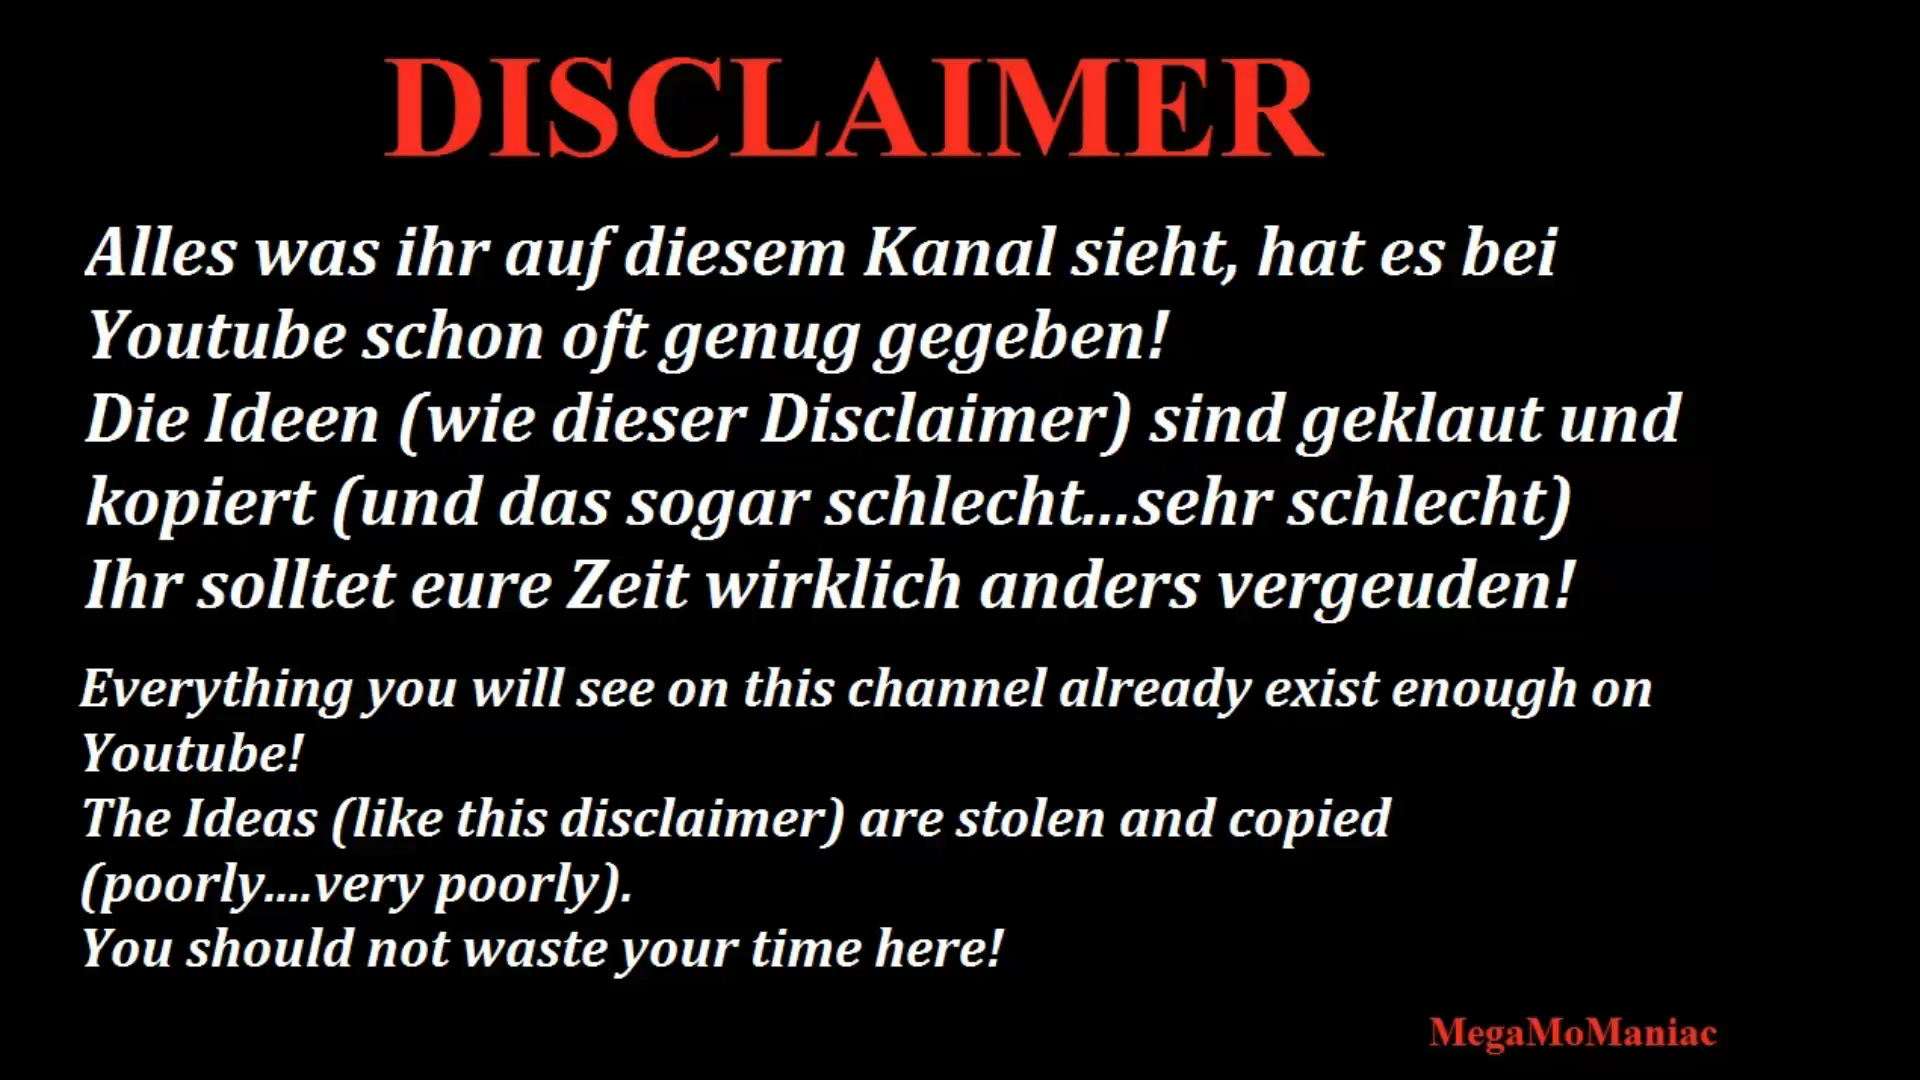 DISCLAIMER
Alles was ihr auf diesem Kanal sieht, hat es bei
Youtube schon oft genug gegeben!
Die Ideen (wie dieser Disclaimer) sind geklaut und
kopiert (und das sogar schlecht...sehr schlecht)
Ihr solltet eure Zeit wirklich anders vergeuden!
Everything you will see on this channel already exist enough on
Youtube!
The Ideas (like this disclaimer) are stolen and copied
(poorly....very poorly).
You should not waste your time here!
MegaMoManiac